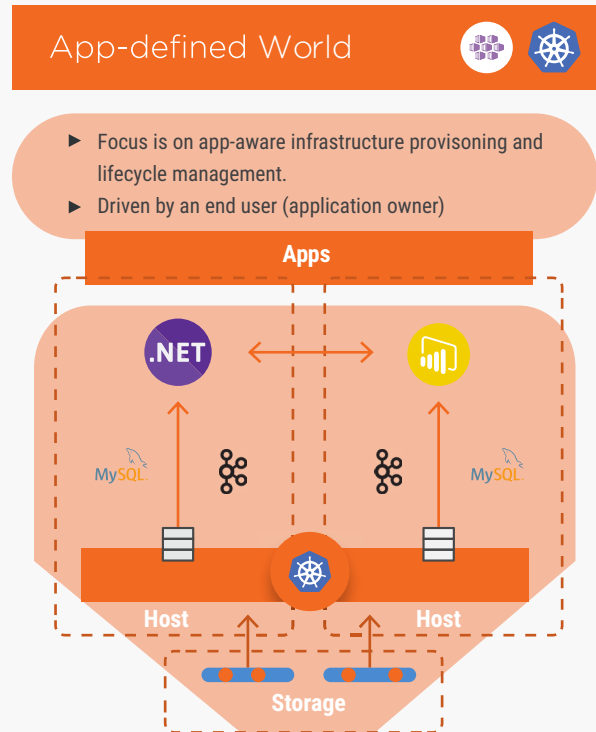 App-defined World
► Focus is on app-aware infrastructure provisoning and
lifecycle management.
► Driven by an end user (application owner)
Apps
.NET
MySQL
MySQL
Host
Host
Storage